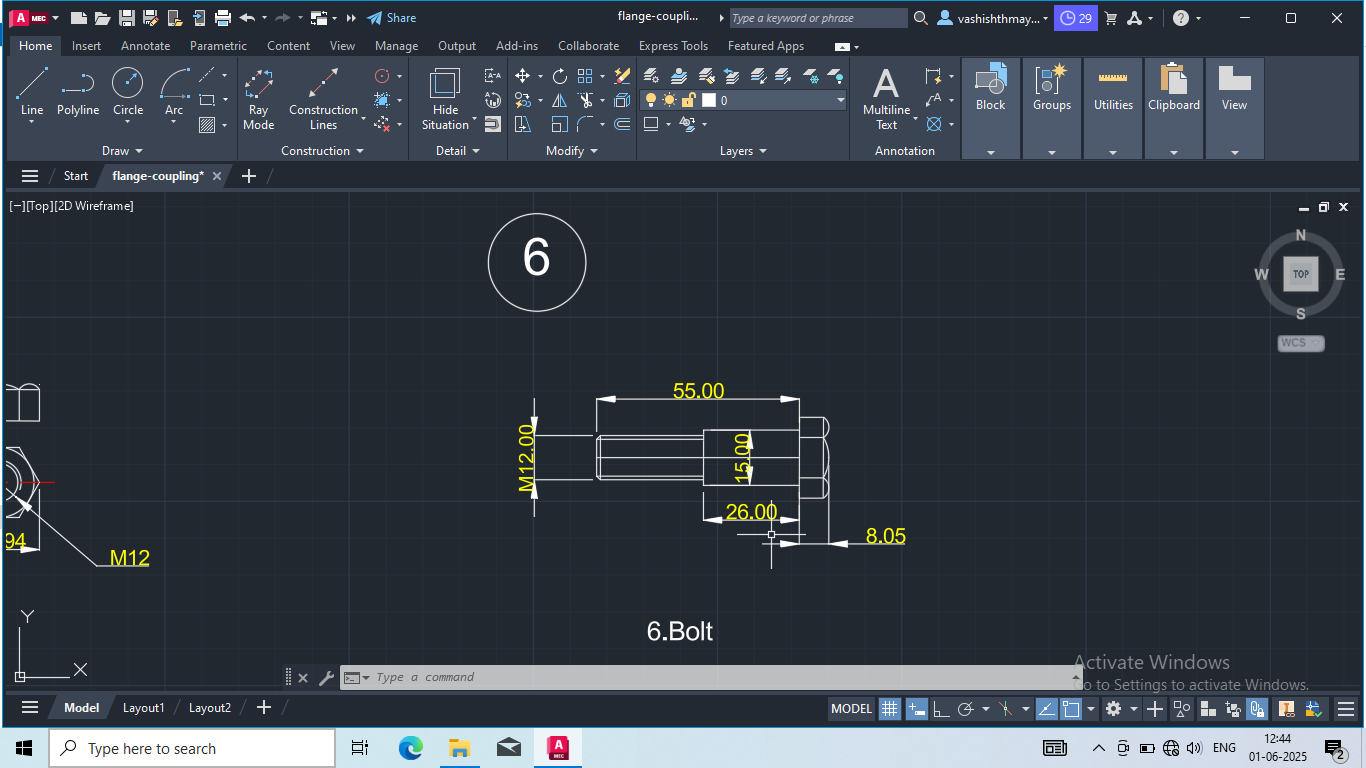 A MEC
Share
flange-coupli...
Type a keyword or phrase
vashishthmay...
29
Home
Insert
Annotate
Parametric
Content
View
Manage
Output
Add-ins
Collaborate
Express Tools
Featured Apps
Line
Polyline
Circle
Arc
Ray
Mode
Construction
Lines
Hide
Situation
0
Multiline
Text
Block
Groups
Utilities
Clipboard
View
Draw
Construction
Detail
Modify
Layers
Annotation
Start
flange-coupling*
[−][Top][2D Wireframe]
6
N
W
TOP
E
S
WCS
55.00
M12.00
15.00
26.00
8.05
94
M12
6.Bolt
Y
X
Type a command
Activate Windows
Go to Settings to activate Windows.
Model
Layout1
Layout2
MODEL
Type here to search
A MEC
ENG
12:44
01-06-2025
2